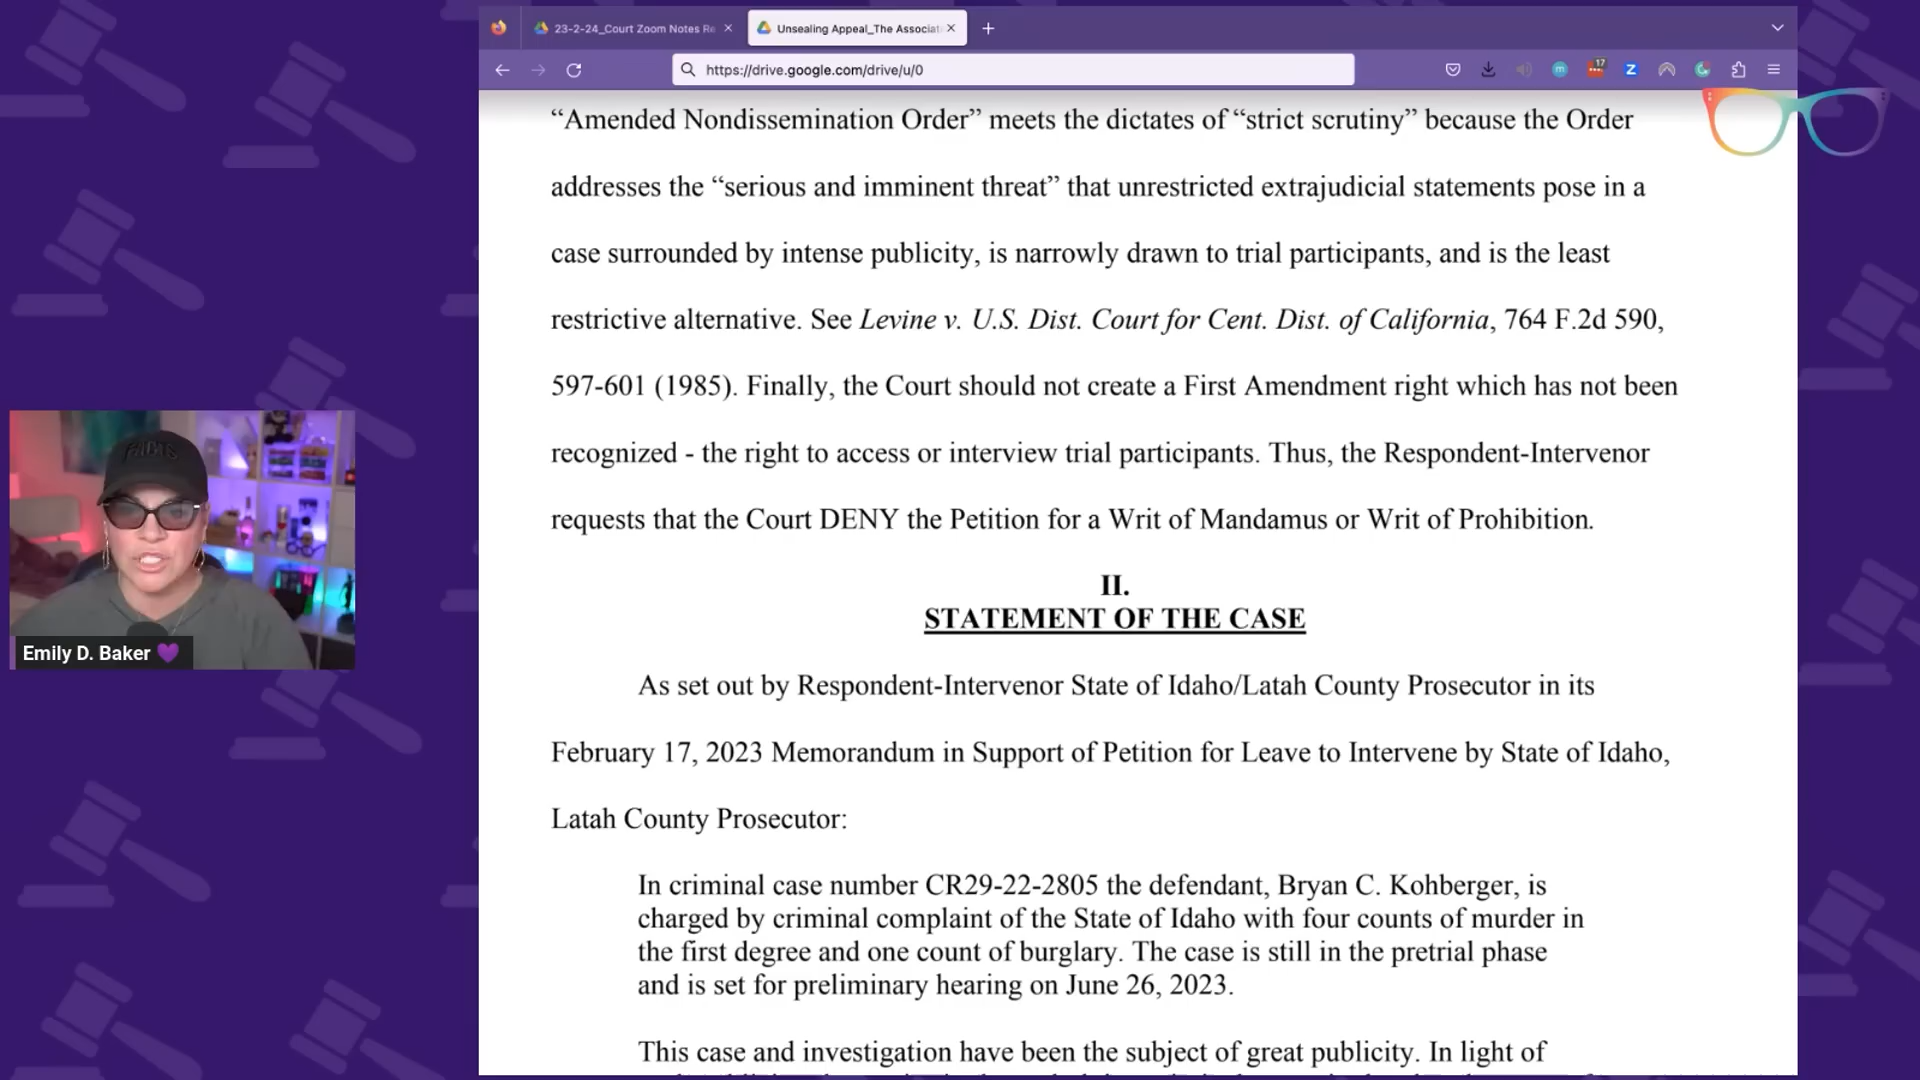 23-2-24_Court Zoom Notes Re
Unsealing Appeal_The Associat
https://drive.google.com/drive/u/0
17
“Amended Nondissemination Order” meets the dictates of “strict scrutiny” because the Order
addresses the “serious and imminent threat” that unrestricted extrajudicial statements pose in a
case surrounded by intense publicity, is narrowly drawn to trial participants, and is the least
restrictive alternative. See Levine v. U.S. Dist. Court for Cent. Dist. of California, 764 F.2d 590,
597-601 (1985). Finally, the Court should not create a First Amendment right which has not been
recognized - the right to access or interview trial participants. Thus, the Respondent-Intervenor
requests that the Court DENY the Petition for a Writ of Mandamus or Writ of Prohibition.
II.
STATEMENT OF THE CASE
As set out by Respondent-Intervenor State of Idaho/Latah County Prosecutor in its
February 17, 2023 Memorandum in Support of Petition for Leave to Intervene by State of Idaho,
Latah County Prosecutor:
In criminal case number CR29-22-2805 the defendant, Bryan C. Kohberger, is
charged by criminal complaint of the State of Idaho with four counts of murder in
the first degree and one count of burglary. The case is still in the pretrial phase
and is set for preliminary hearing on June 26, 2023.
This case and investigation have been the subject of great publicity. In light of
FACTS
Emily D. Baker 💜